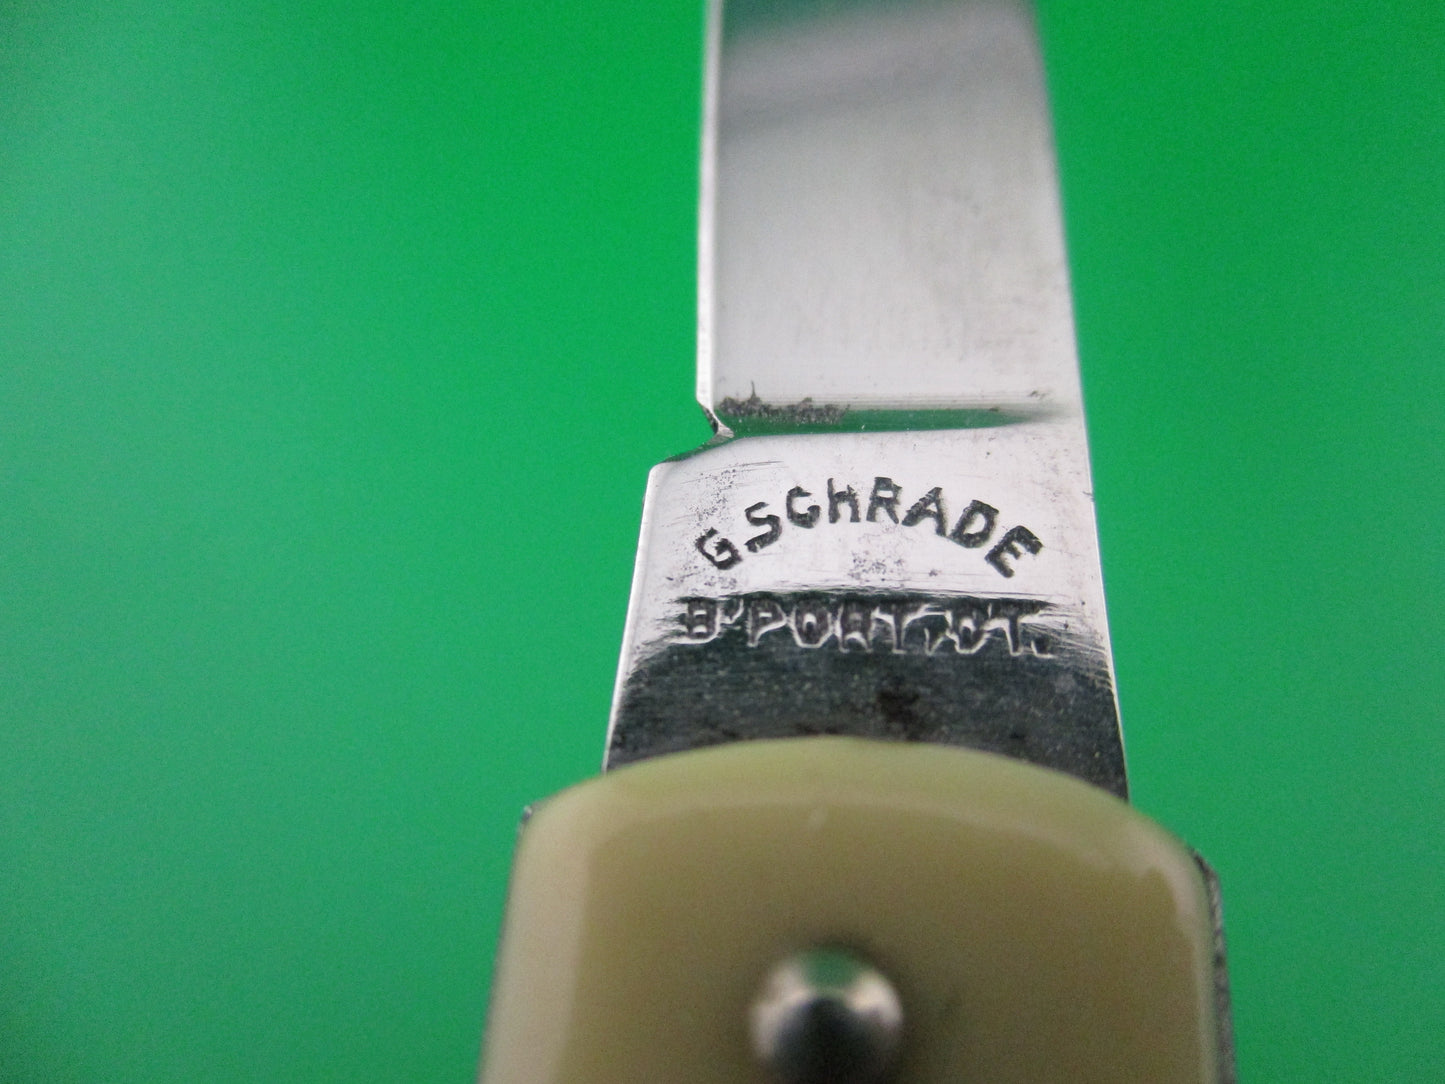 G. SCHRADE
B'PORT, CT.